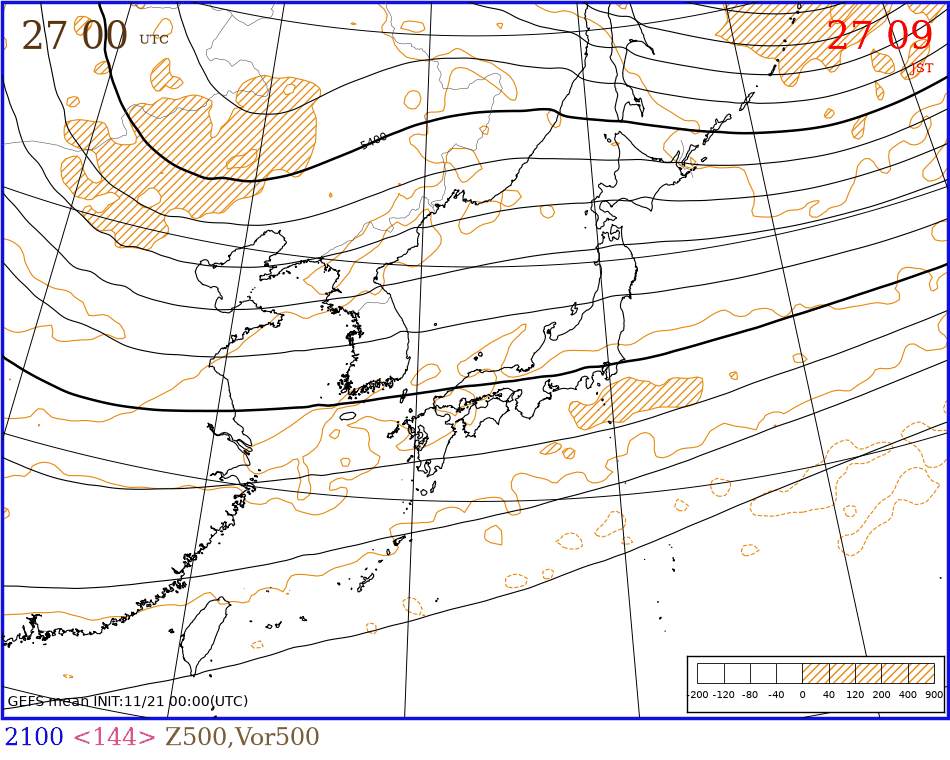 27 00 UTC
27 09
JST
5400
-200 -120 -80 -40 0 40 120 200 400 900
GEFS mean INIT:11/21 00:00(UTC)
2100 <144> Z500,Vor500